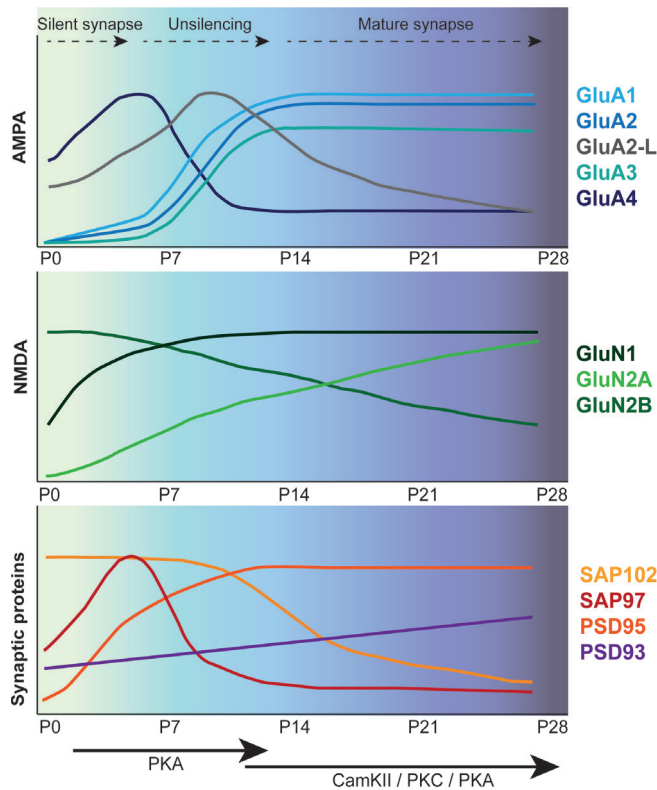 Silent synapse Unsilencing Mature synapse
AMPA
GluA1
GluA2
GluA2-L
GluA3
GluA4
P0 P7 P14 P21 P28
NMDA
GluN1
GluN2A
GluN2B
P0 P7 P14 P21 P28
Synaptic proteins
SAP102
SAP97
PSD95
PSD93
P0 P7 P14 P21 P28
PKA
CamKII / PKC / PKA